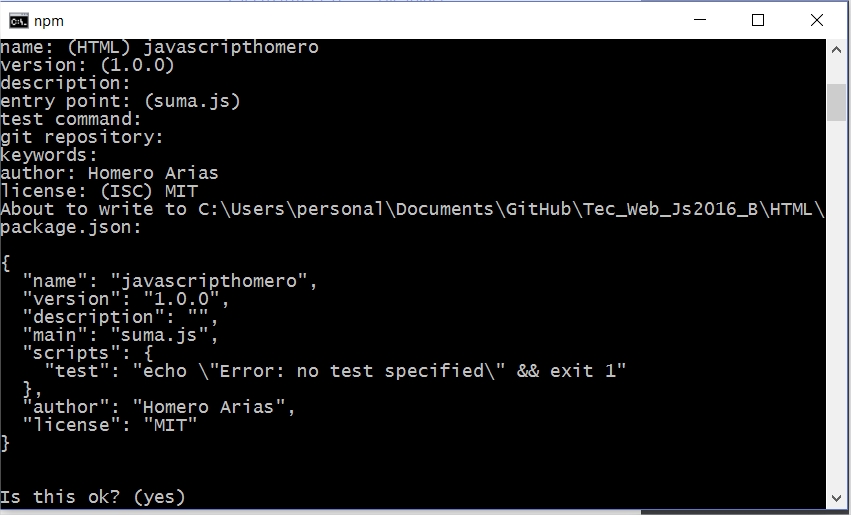 npm
name: (HTML) javascripthomero
version: (1.0.0)
description:
entry point: (suma.js)
test command:
git repository:
keywords:
author: Homero Arias
license: (ISC) MIT
About to write to C:\Users\personal\Documents\GitHub\Tec_Web_Js2016_B\HTML\
package.json:
{
  "name": "javascripthomero",
  "version": "1.0.0",
  "description": "",
  "main": "suma.js",
  "scripts": {
    "test": "echo \"Error: no test specified\" && exit 1"
  },
  "author": "Homero Arias",
  "license": "MIT"
}
Is this ok? (yes)